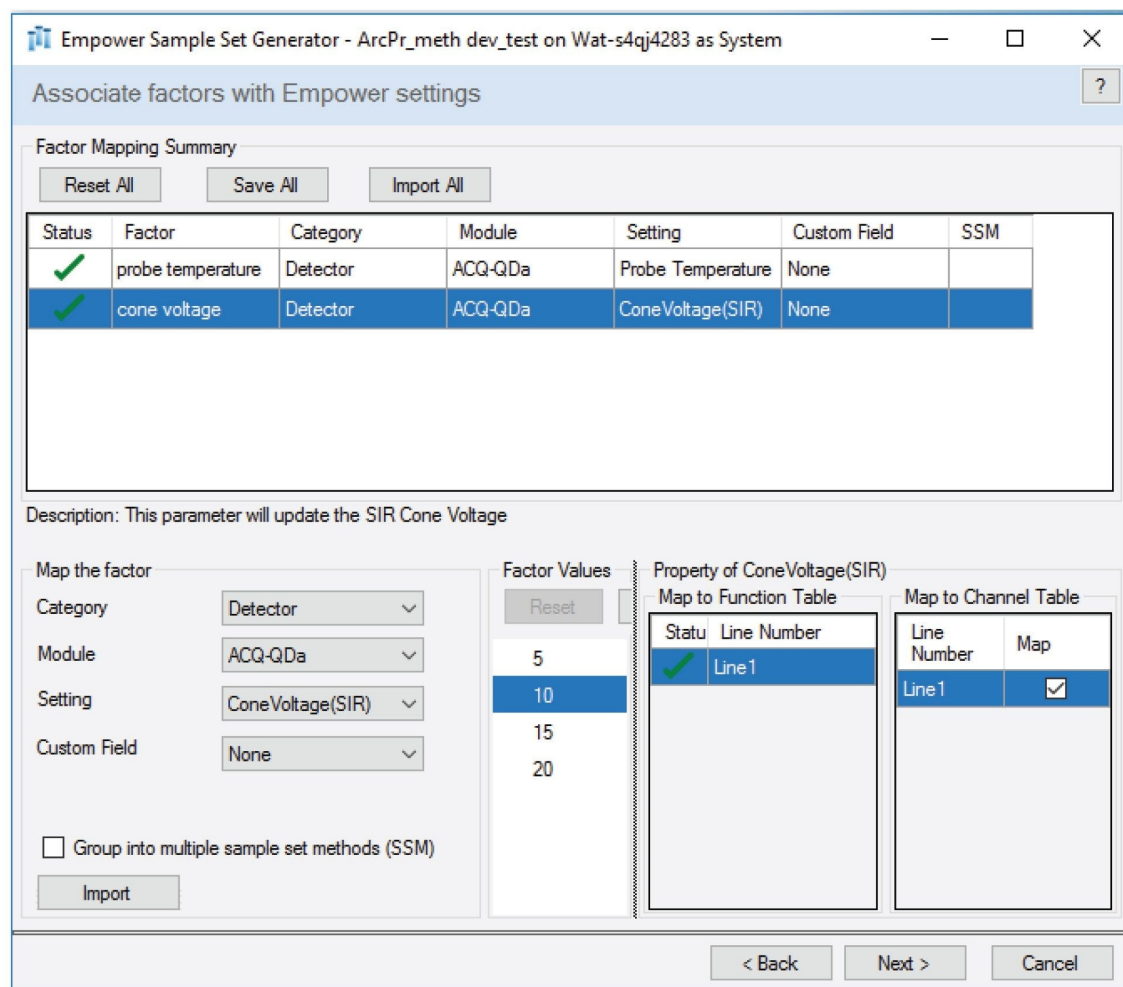 Empower Sample Set Generator - ArcPr_meth dev_test on Wat-s4qj4283 as System
Associate factors with Empower settings
?
Factor Mapping Summary
Reset All Save All Import All
Status Factor Category Module Setting Custom Field SSM
probe temperature Detector ACQ-QDa Probe Temperature None
cone voltage Detector ACQ-QDa ConeVoltage(SIR) None
Description: This parameter will update the SIR Cone Voltage
Map the factor
Category Detector
Module ACQ-QDa
Setting ConeVoltage(SIR)
Custom Field None
Group into multiple sample set methods (SSM)
Import
Factor Values
Reset
5
10
15
20
Property of ConeVoltage(SIR)
Map to Function Table
Statu Line Number
Line1
Map to Channel Table
Line Number Map
Line1
< Back Next > Cancel